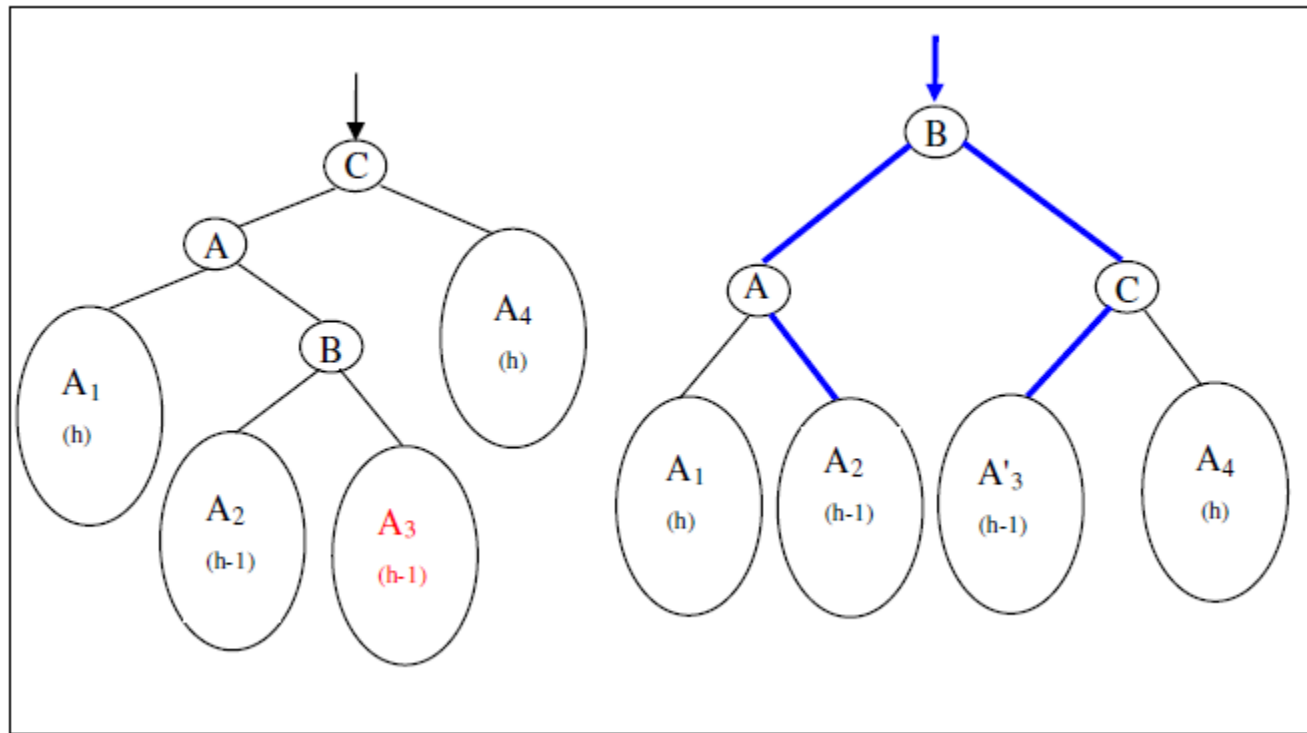 C
A
B
A₁
(h)
A₂
(h-1)
A₃
(h-1)
A₄
(h)
B
A
C
A₁
(h)
A₂
(h-1)
A'₃
(h-1)
A₄
(h)